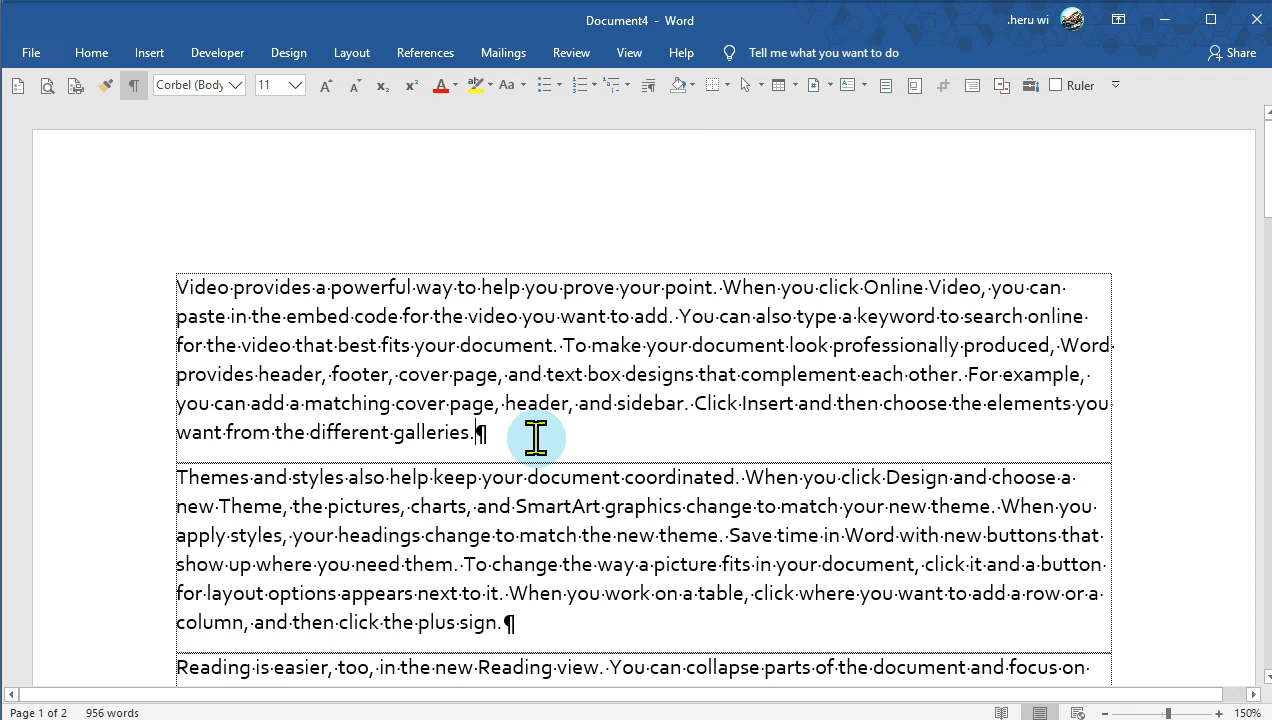 Document4 - Word
.heru wi
File Home Insert Developer Design Layout References Mailings Review View Help Tell me what you want to do Share
Corbel (Body 11 Aa Ruler
Video·provides·a·powerful·way·to·help·you·prove·your·point.·When·you·click·Online·Video,·you·can·
paste·in·the·embed·code·for·the·video·you·want·to·add.·You·can·also·type·a·keyword·to·search·online·
for·the·video·that·best·fits·your·document.·To·make·your·document·look·professionally·produced,·Word·
provides·header,·footer,·cover·page,·and·text·box·designs·that·complement·each·other.·For·example,·
you·can·add·a·matching·cover·page,·header,·and·sidebar.·Click·Insert·and·then·choose·the·elements·you·
want·from·the·different·galleries.¶
Themes·and·styles·also·help·keep·your·document·coordinated.·When·you·click·Design·and·choose·a·
new·Theme,·the·pictures,·charts,·and·SmartArt·graphics·change·to·match·your·new·theme.·When·you·
apply·styles,·your·headings·change·to·match·the·new·theme.·Save·time·in·Word·with·new·buttons·that·
show·up·where·you·need·them.·To·change·the·way·a·picture·fits·in·your·document,·click·it·and·a·button·
for·layout·options·appears·next·to·it.·When·you·work·on·a·table,·click·where·you·want·to·add·a·row·or·a·
column,·and·then·click·the·plus·sign.¶
Reading·is·easier,·too,·in·the·new·Reading·view.·You·can·collapse·parts·of·the·document·and·focus·on·
Page 1 of 2 956 words 150%